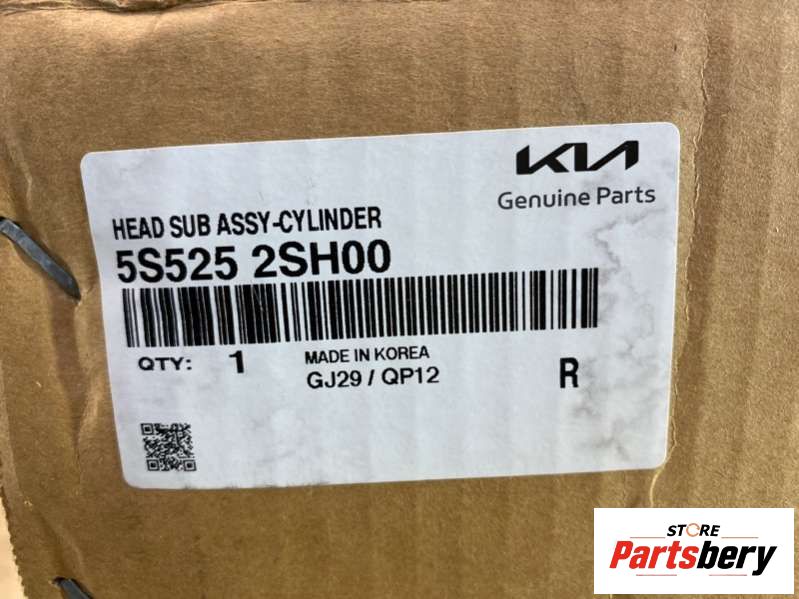 KIA
Genuine Parts
HEAD SUB ASSY-CYLINDER
5S525 2SH00
QTY: 1 MADE IN KOREA
GJ29 / QP12 R
STORE
Partsbery